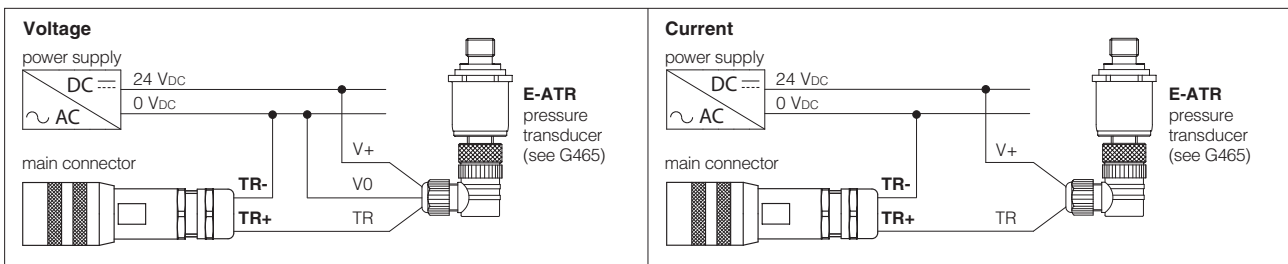 Voltage
power supply
DC
AC
24 VDC
0 VDC
E-ATR
pressure
transducer
(see G465)
main connector
V+
TR-
V0
TR+
TR
Current
power supply
DC
AC
24 VDC
0 VDC
E-ATR
pressure
transducer
(see G465)
main connector
V+
TR-
TR+
TR